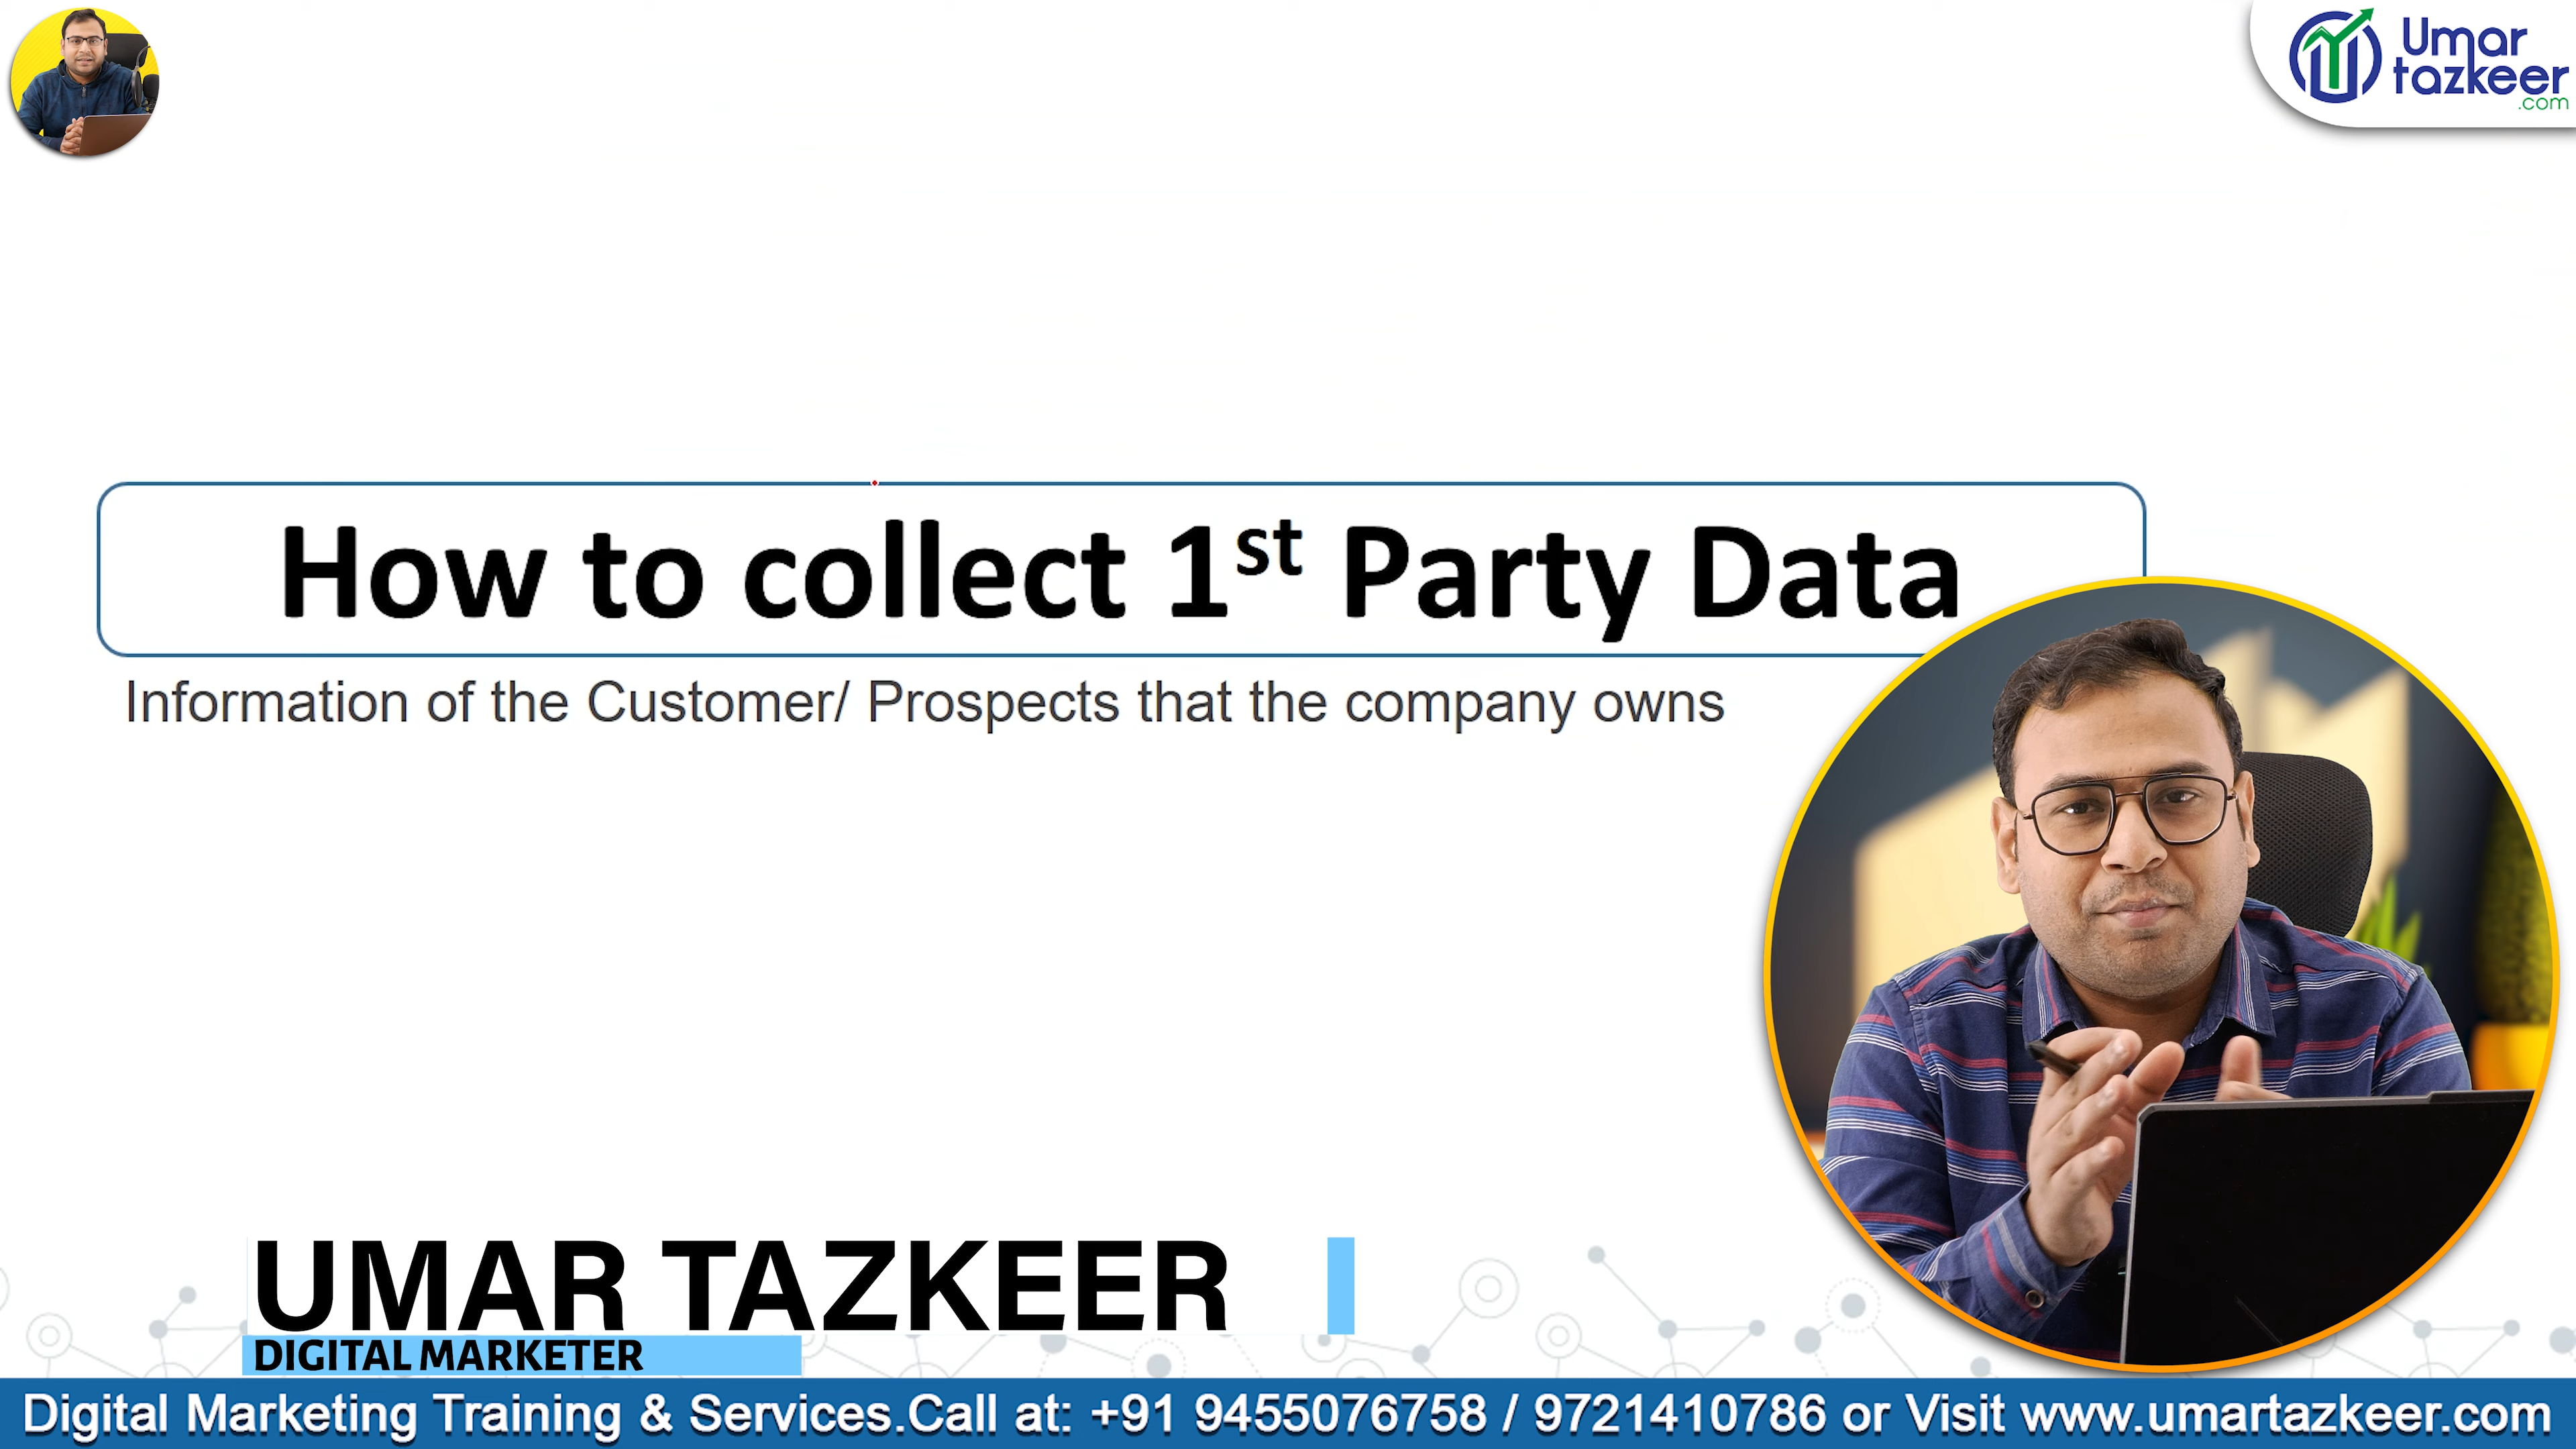 Umar
tazkeer
.com
How to collect 1st Party Data
Information of the Customer/ Prospects that the company owns
UMAR TAZKEER
DIGITAL MARKETER
Digital Marketing Training & Services.Call at: +91 9455076758 / 9721410786 or Visit www.umartazkeer.com